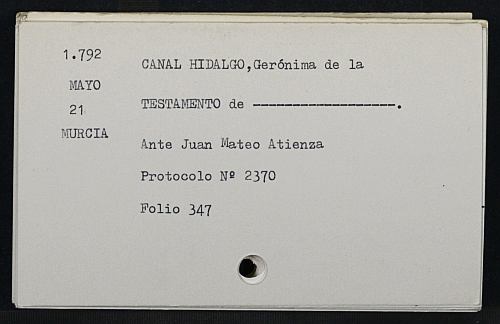 1.792
MAYO
21
MURCIA
CANAL HIDALGO,Gerónima de la
TESTAMENTO de ------------------.
Ante Juan Mateo Atienza
Protocolo Nº 2370
Folio 347